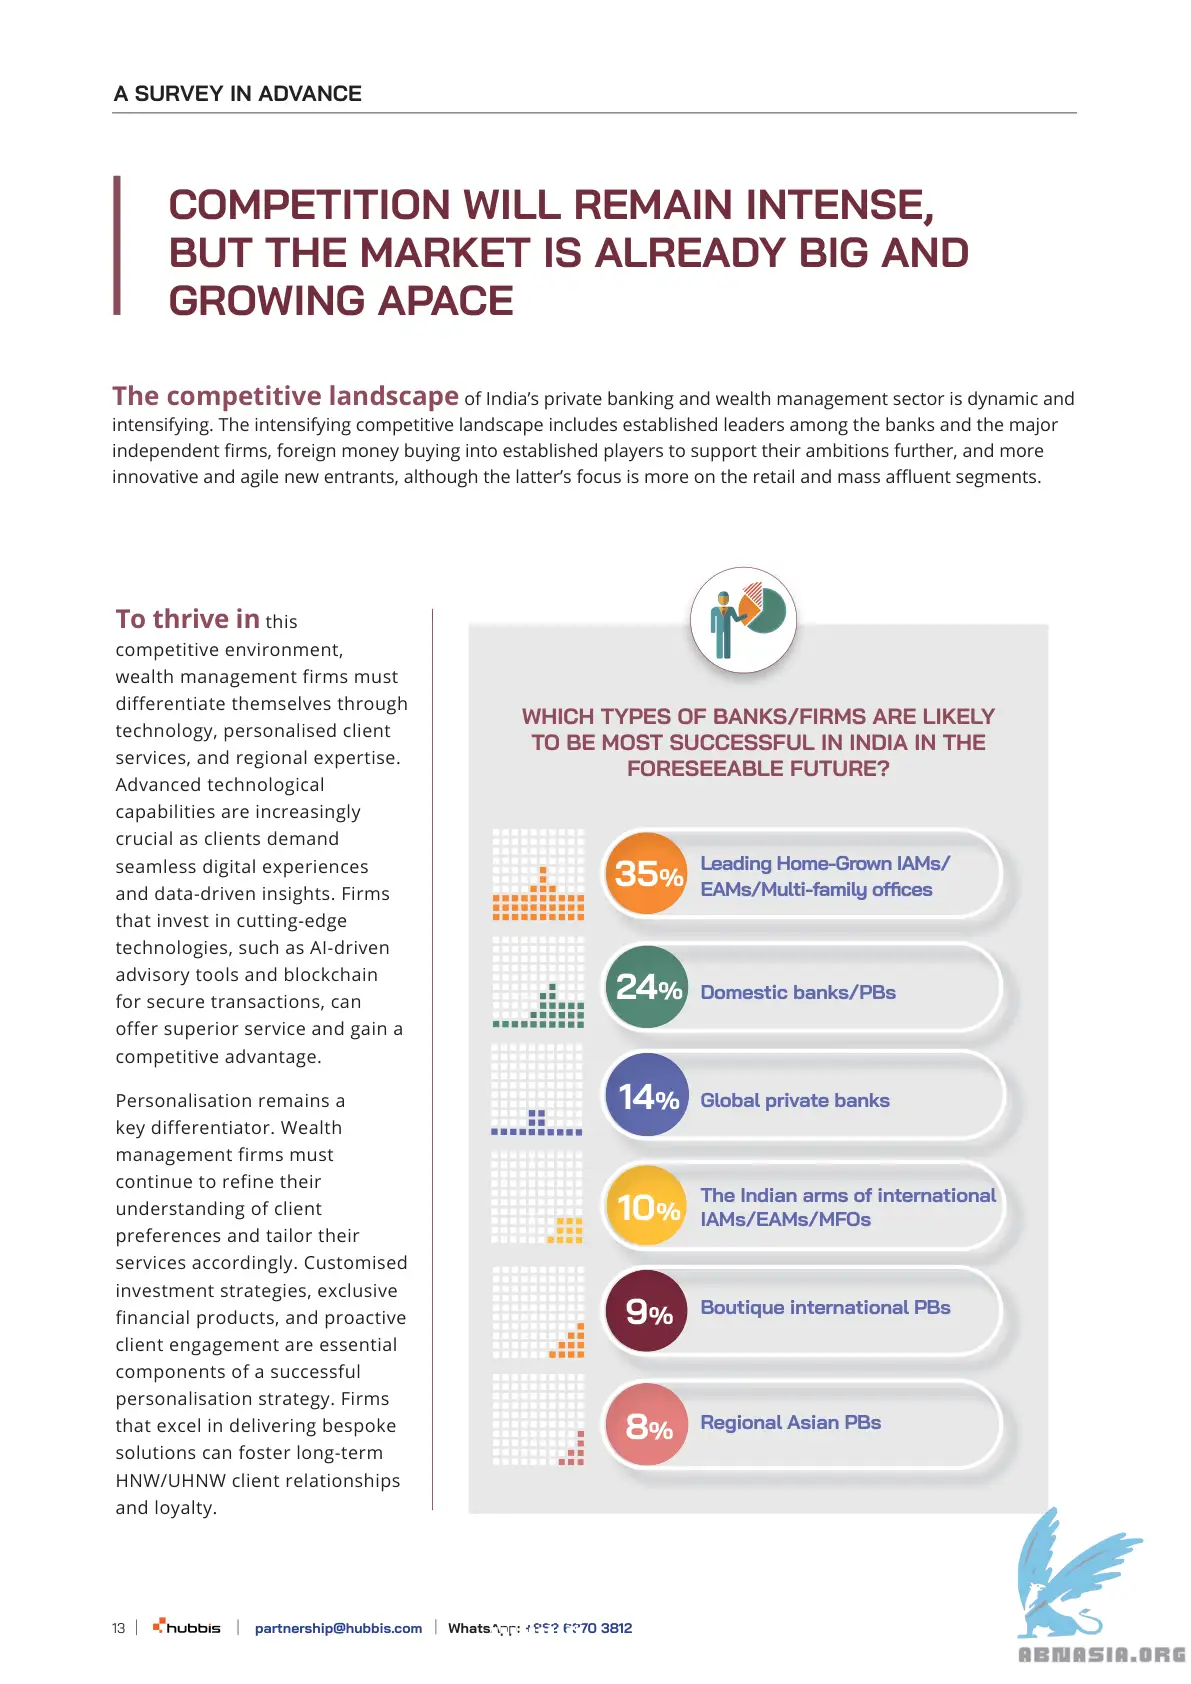 A SURVEY IN ADVANCE
COMPETITION WILL REMAIN INTENSE,
BUT THE MARKET IS ALREADY BIG AND
GROWING APACE
The competitive landscape of India's private banking and wealth management sector is dynamic and
intensifying. The intensifying competitive landscape includes established leaders among the banks and the major
independent firms, foreign money buying into established players to support their ambitions further, and more
innovative and agile new entrants, although the latter's focus is more on the retail and mass affluent segments.
To thrive in this
competitive environment,
wealth management firms must
differentiate themselves through
technology, personalised client
services, and regional expertise.
Advanced technological
capabilities are increasingly
crucial as clients demand
seamless digital experiences
and data-driven insights. Firms
that invest in cutting-edge
technologies, such as AI-driven
advisory tools and blockchain
for secure transactions, can
offer superior service and gain a
competitive advantage.
Personalisation remains a
key differentiator. Wealth
management firms must
continue to refine their
understanding of client
preferences and tailor their
services accordingly. Customised
investment strategies, exclusive
financial products, and proactive
client engagement are essential
components of a successful
personalisation strategy. Firms
that excel in delivering bespoke
solutions can foster long-term
HNW/UHNW client relationships
and loyalty.
WHICH TYPES OF BANKS/FIRMS ARE LIKELY
TO BE MOST SUCCESSFUL IN INDIA IN THE
FORESEEABLE FUTURE?
35% Leading Home-Grown IAMs/
EAMs/Multi-family offices
24% Domestic banks/PBs
14% Global private banks
10% The Indian arms of international
IAMs/EAMs/MFOs
9% Boutique international PBs
8% Regional Asian PBs
13 | hubbis | partnership@hubbis.com | WhatsApp: 3812
ABNASIA.ORG